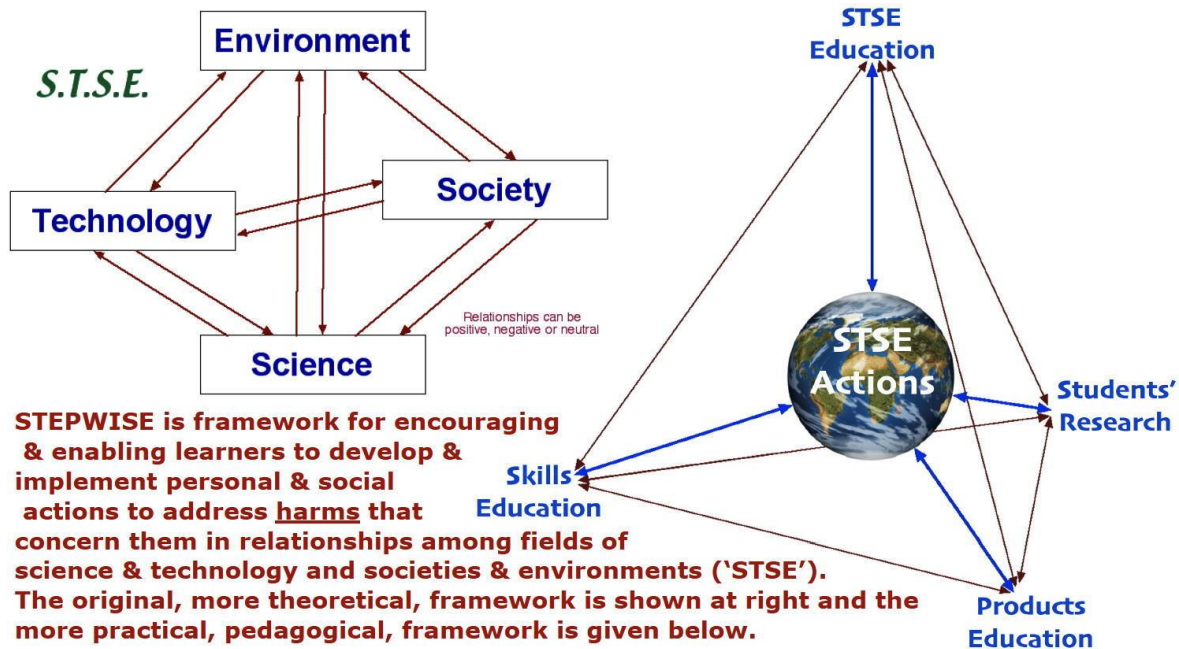 S.T.S.E.
Environment
Society
Technology
Science
Relationships can be
positive, negative or neutral
STEPWISE is framework for encouraging
& enabling learners to develop &
implement personal & social
actions to address harms that
concern them in relationships among fields of
science & technology and societies & environments (‘STSE’).
The original, more theoretical, framework is shown at right and the
more practical, pedagogical, framework is given below.
STSE
Education
STSE
Actions
Students’
Research
Skills
Education
Products
Education